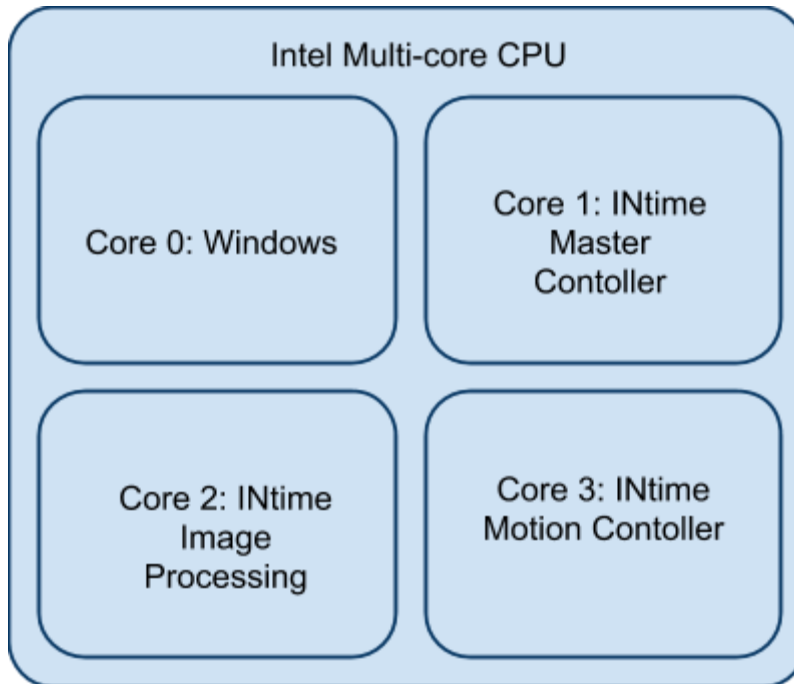 Intel Multi-core CPU
Core 0: Windows
Core 1: INtime
Master
Contoller
Core 2: INtime
Image
Processing
Core 3: INtime
Motion Contoller